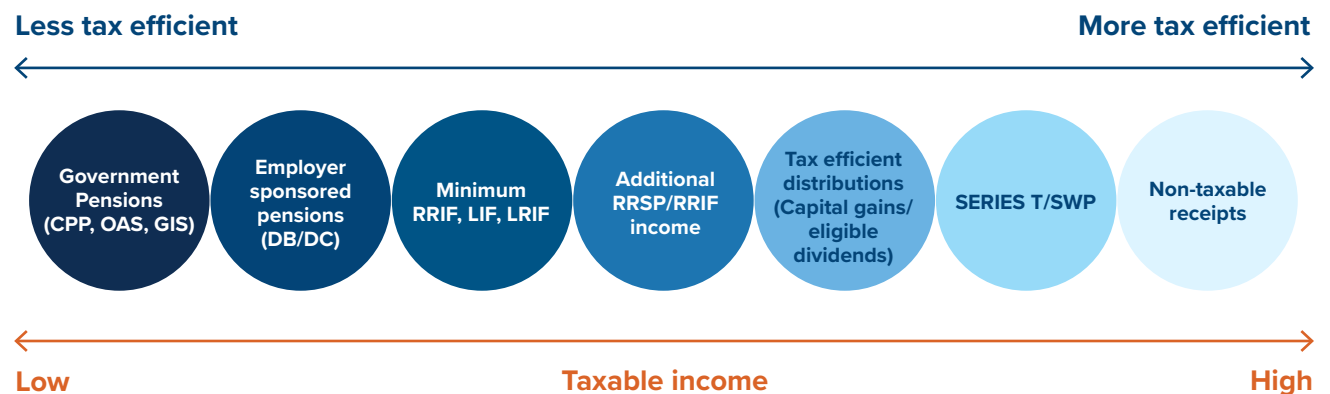 Less tax efficient
More tax efficient
Government
Pensions
(CPP, OAS, GIS)
Employer
sponsored
pensions
(DB/DC)
Minimum
RRIF, LIF, LRIF
Additional
RRSP/RRIF
income
Tax efficient
distributions
(Capital gains/
eligible
dividends)
SERIES T/SWP
Non-taxable
receipts
Low
Taxable income
High